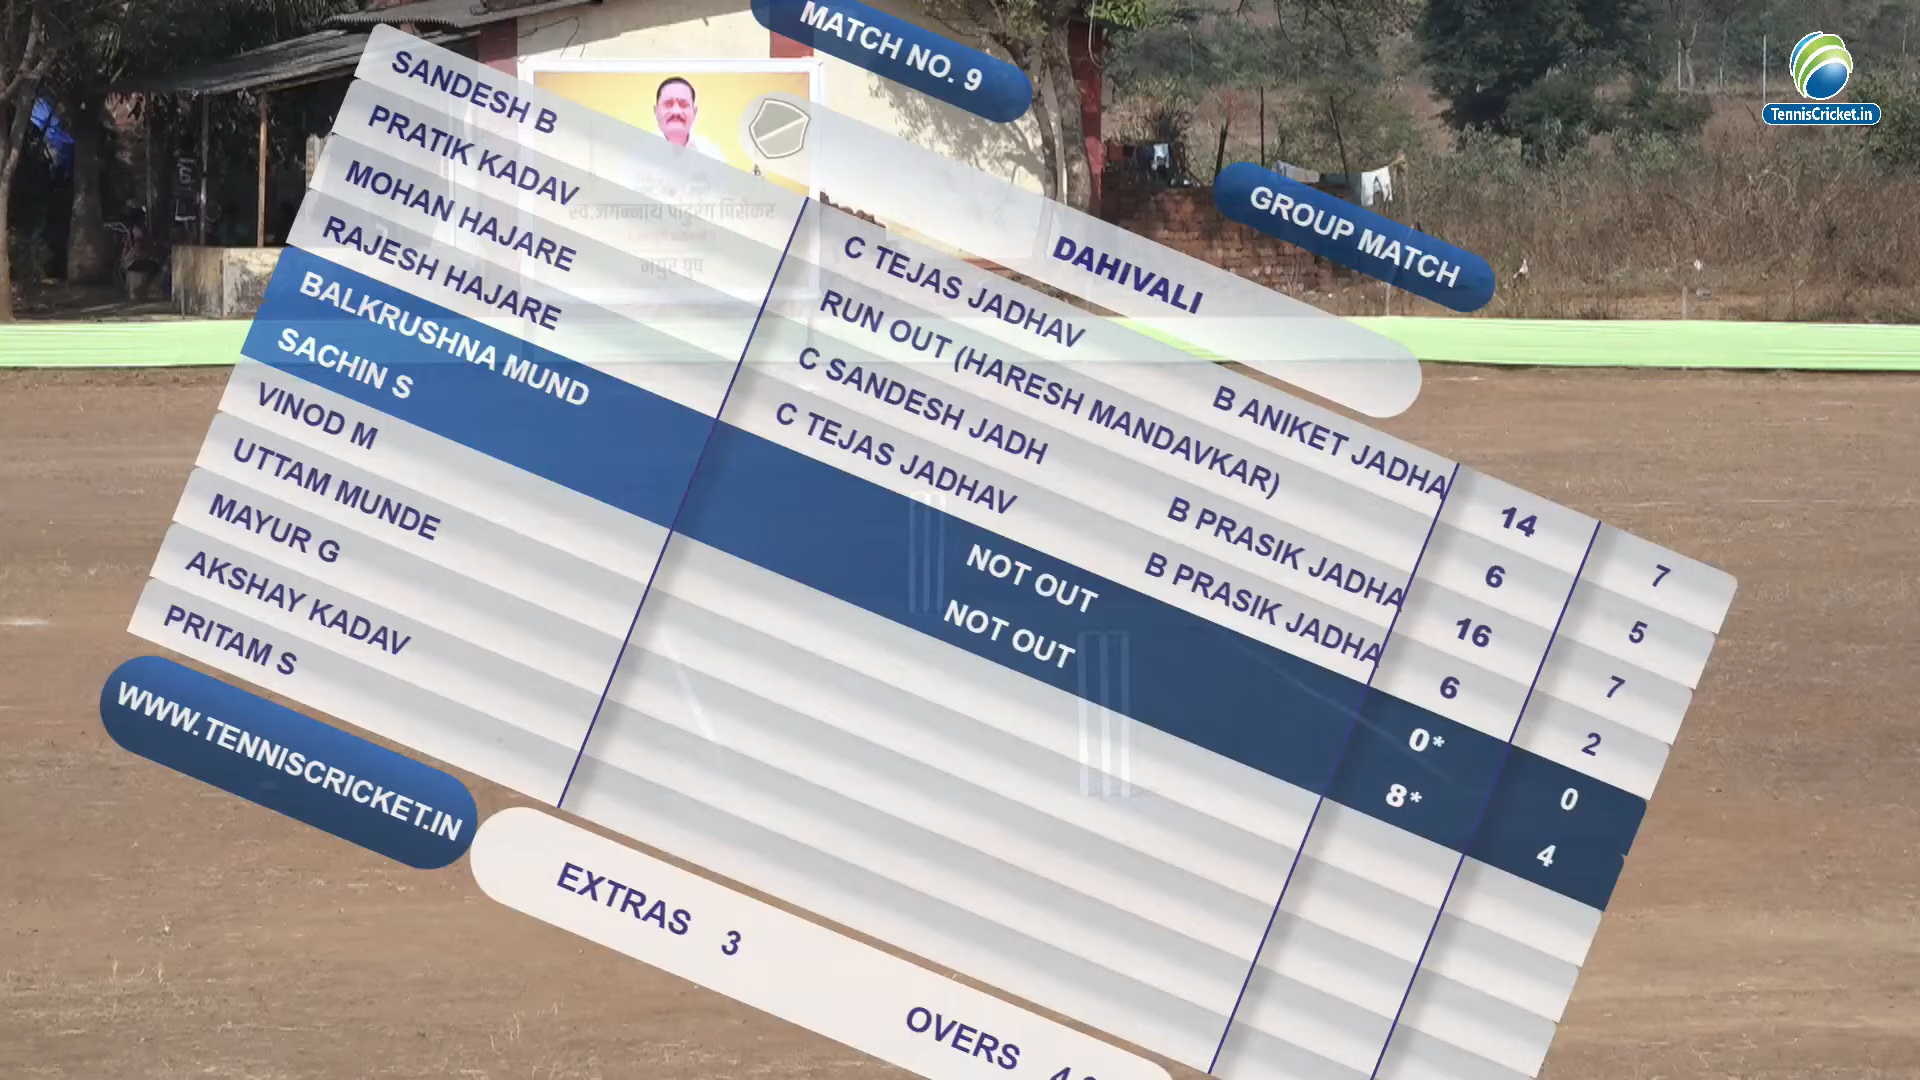 MATCH NO. 9
TennisCricket.in
DAHIVALI
GROUP MATCH
SANDESH B C TEJAS JADHAV B ANIKET JADHA 14 7
PRATIK KADAV RUN OUT (HARESH MANDAVKAR) 6 5
MOHAN HAJARE C SANDESH JADH B PRASIK JADHA 16 7
RAJESH HAJARE C TEJAS JADHAV B PRASIK JADHA 6 2
BALKRUSHNA MUND NOT OUT 0* 0
SACHIN S NOT OUT 8* 4
VINOD M
UTTAM MUNDE
MAYUR G
AKSHAY KADAV
PRITAM S
WWW.TENNISCRICKET.IN
EXTRAS 3
OVERS
स्व.जगन्नाथ पांडुरंग पिसेकर
मयुर ग्रुप